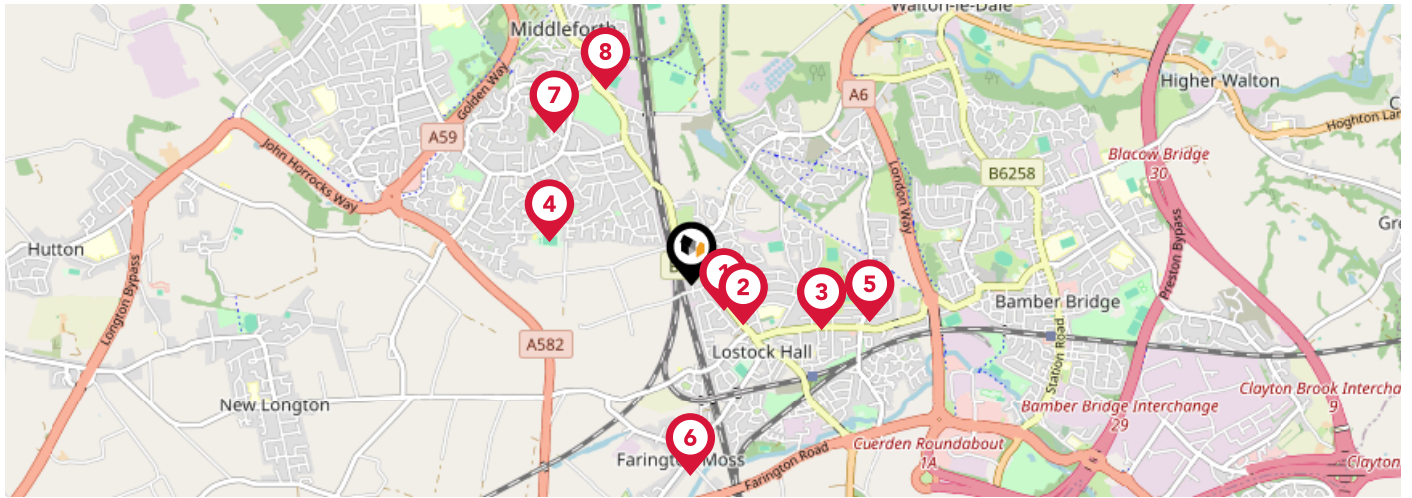 Walton-le-Dale
Middleforth
8
Higher Walton
Golden Way
7
A6
Hoghton Lan
A59
John Horrocks Way
Blacow Bridge
30
London Way
B6258
4
Gre
Hutton
Preston Bypass
Longton Bypass
1
2
3
5
Bamber Bridge
A582
Lostock Hall
Station Road
New Longton
Clayton Brook Intercha
9
Bamber Bridge Interchange
29
6
Farington Moss
Cuerden Roundabout
1A
Farington Road
Clayton